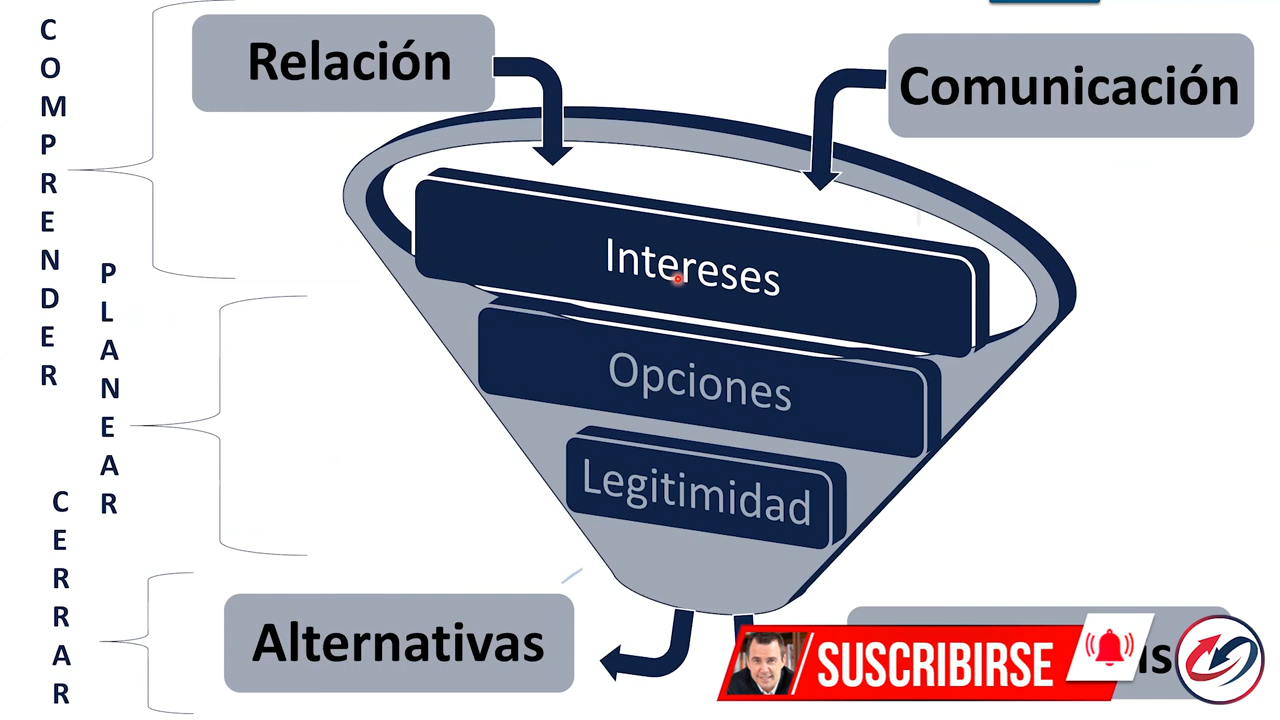 COMPRENDER
Relación
Comunicación
PLANEAR
Intereses
Opciones
Legitimidad
CERRAR
Alternativas
SUSCRIBIRSE